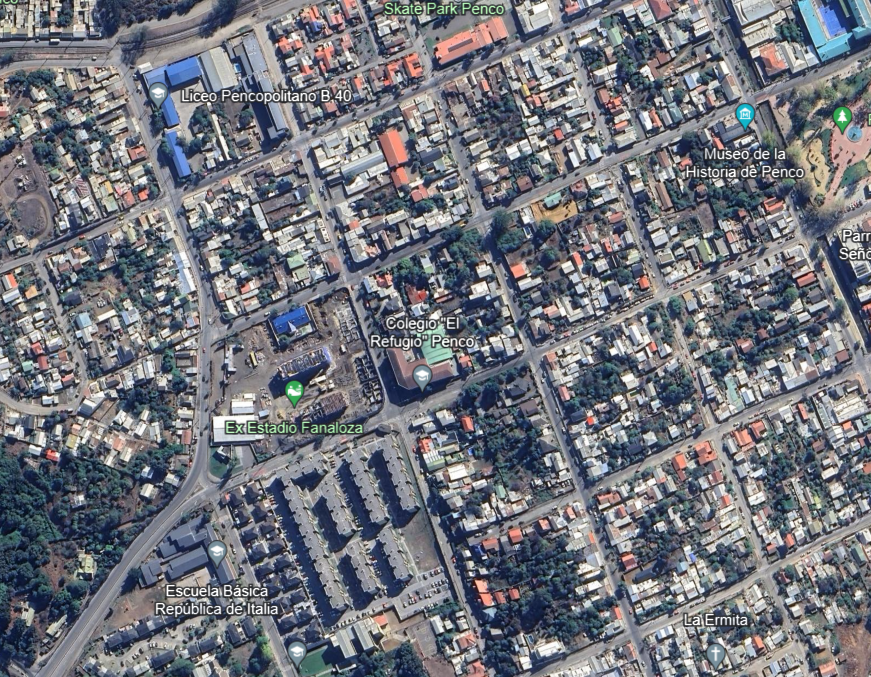 Skate Park Penco
Liceo Pencopolitano B 40
Museo de la
Historia de Penco
Colegio "El
Refugio" Penco
Ex Estadio Fanaloza
Escuela Básica
República de Italia
La Ermita